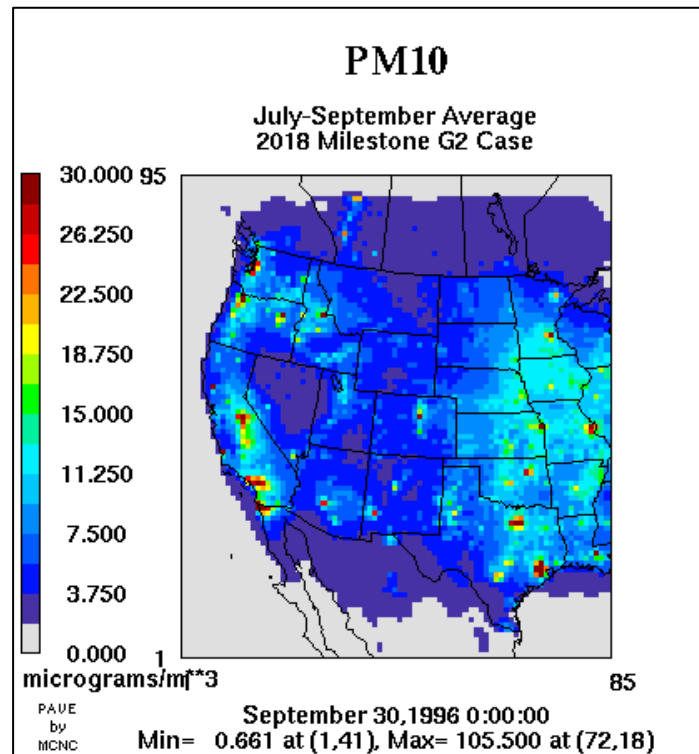 PM10
July-September Average
2018 Milestone G2 Case
30.000
26.250
22.500
18.750
15.000
11.250
7.500
3.750
0.000
micrograms/m**3
95
1
1
85
PAVE
by
MCNC
September 30,1996 0:00:00
Min= 0.661 at (1,41), Max= 105.500 at (72,18)